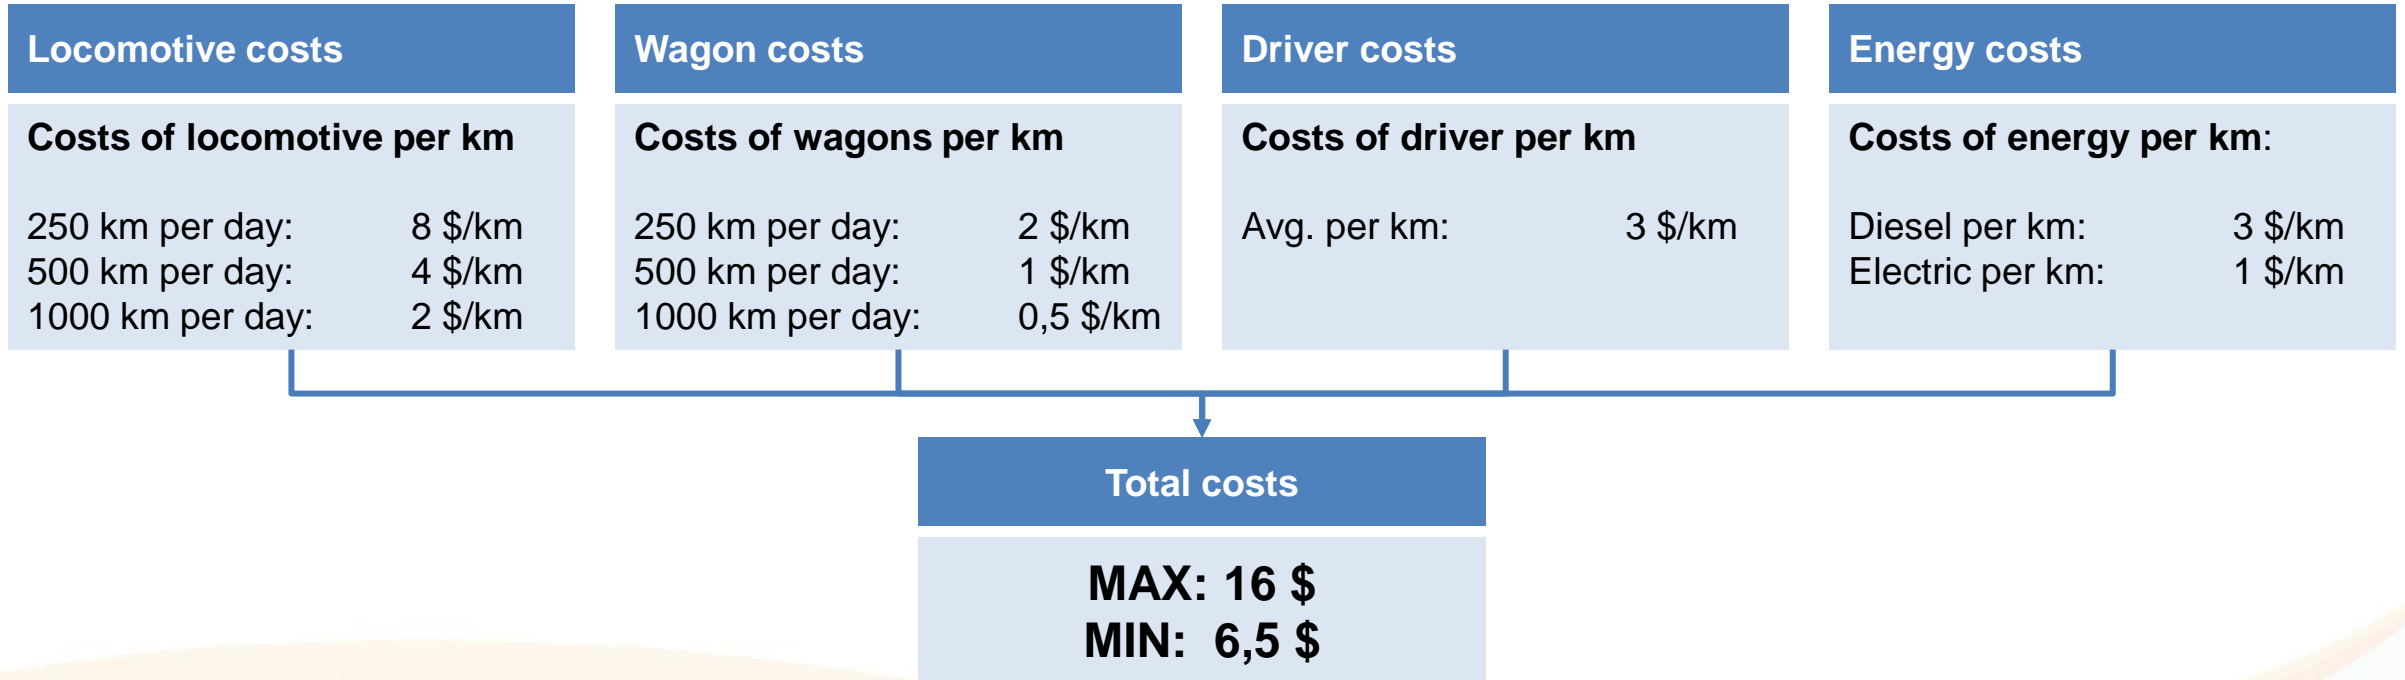 Locomotive costs
Costs of locomotive per km
250 km per day: 8 $/km
500 km per day: 4 $/km
1000 km per day: 2 $/km
Wagon costs
Costs of wagons per km
250 km per day: 2 $/km
500 km per day: 1 $/km
1000 km per day: 0,5 $/km
Driver costs
Costs of driver per km
Avg. per km: 3 $/km
Energy costs
Costs of energy per km:
Diesel per km: 3 $/km
Electric per km: 1 $/km
Total costs
MAX: 16 $
MIN: 6,5 $